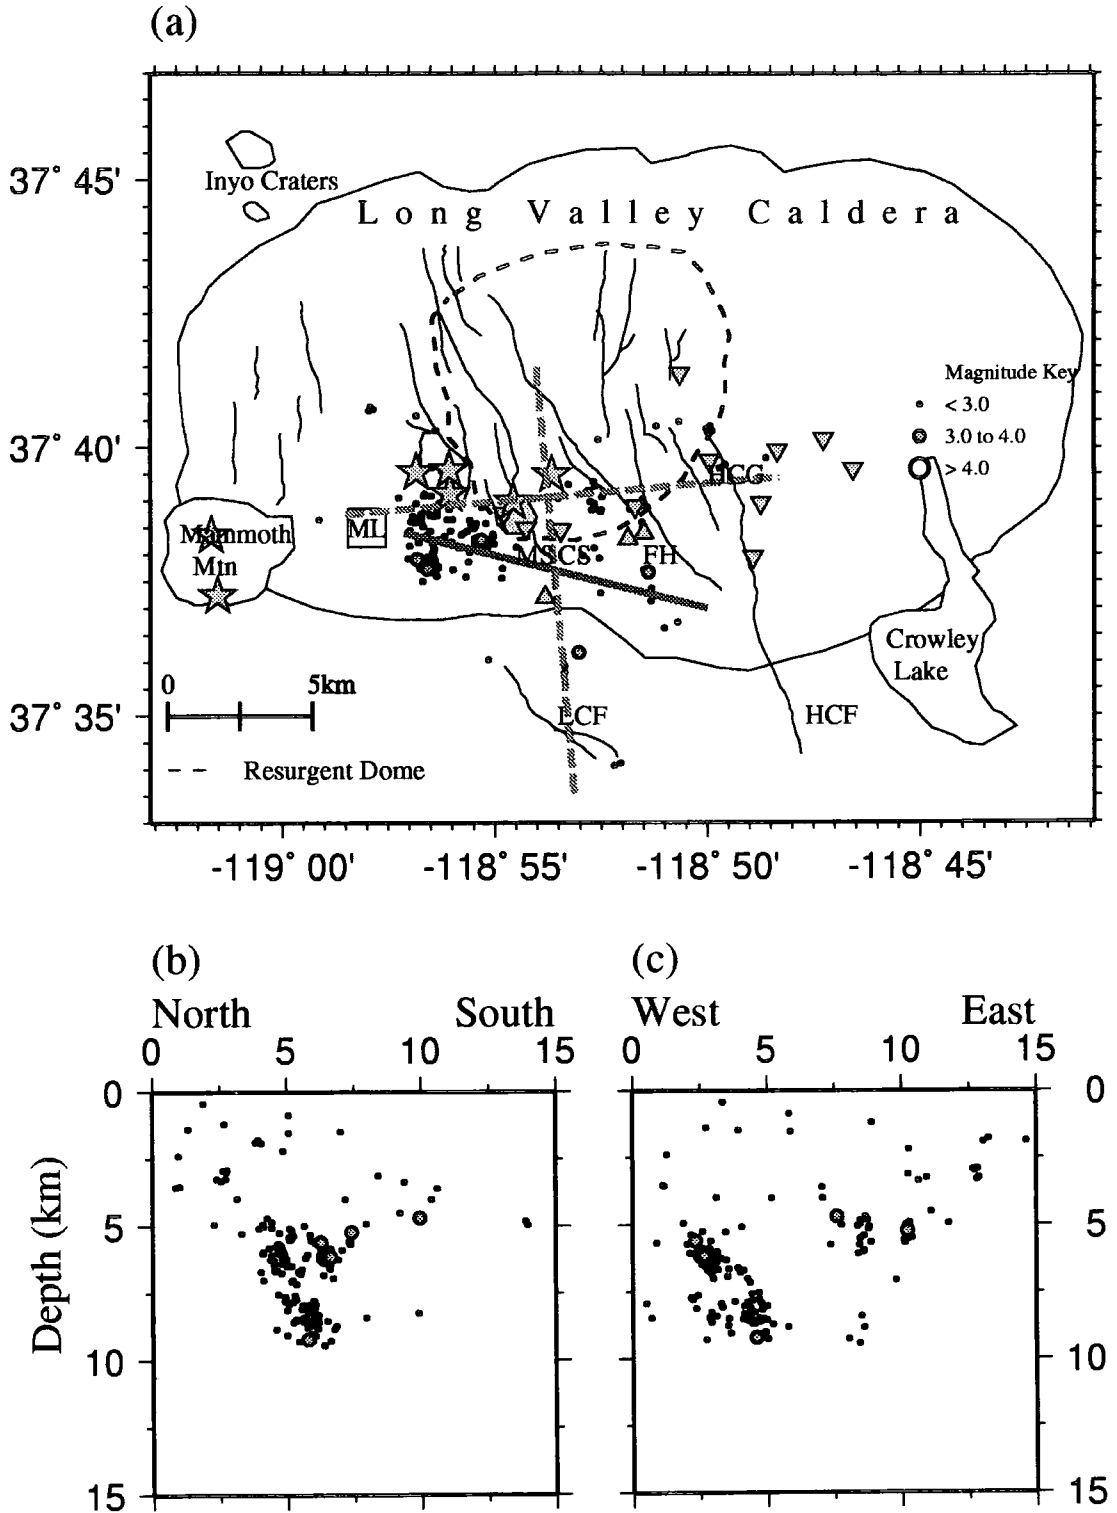 (a)
37° 45'
Inyo Craters
Long Valley Caldera
Magnitude Key
< 3.0
37° 40'
3.0 to 4.0
> 4.0
HCG
ML
Mammoth
Mtn
MS CS
FH
Crowley
Lake
0 5km
37° 35'
LCF
HCF
Resurgent Dome
-119° 00' -118° 55' -118° 50' -118° 45'
(b)
North South
0 5 10 15
0
5
10
15
Depth (km)
(c)
West East
0 5 10 15
0
5
10
15